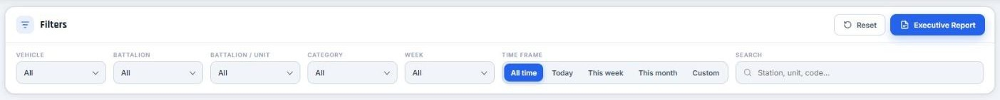 Filters
Reset
Executive Report
VEHICLE
BATTALION
BATTALION / UNIT
CATEGORY
WEEK
TIME FRAME
SEARCH
All
All
All
All
All
All time
Today
This week
This month
Custom
Station, unit, code...